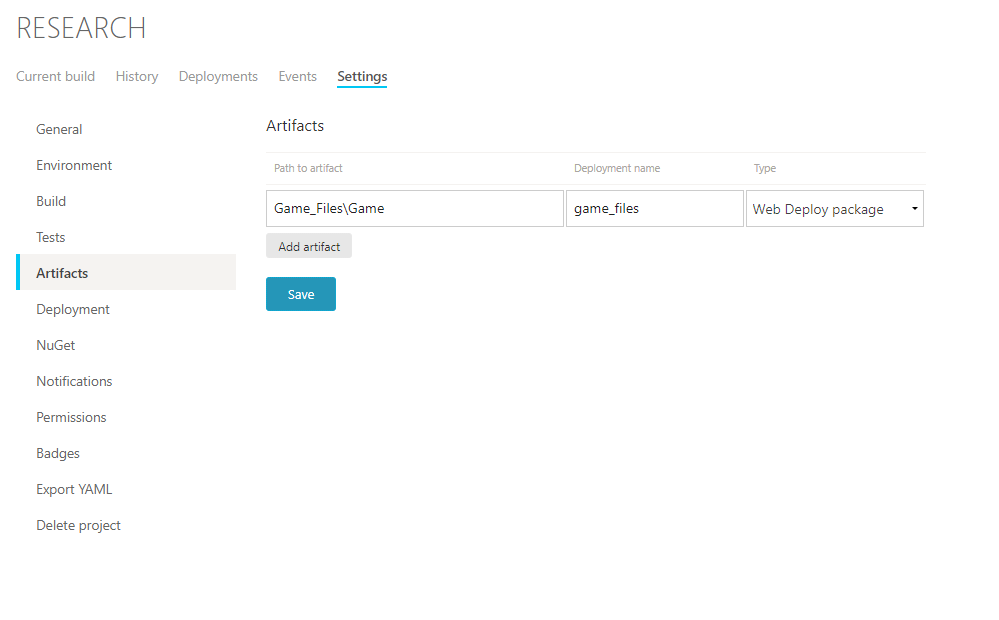 RESEARCH
Current build History Deployments Events Settings
General
Environment
Build
Tests
Artifacts
Deployment
NuGet
Notifications
Permissions
Badges
Export YAML
Delete project
Artifacts
Path to artifact Deployment name Type
Game_Files\Game game_files Web Deploy package
Add artifact
Save